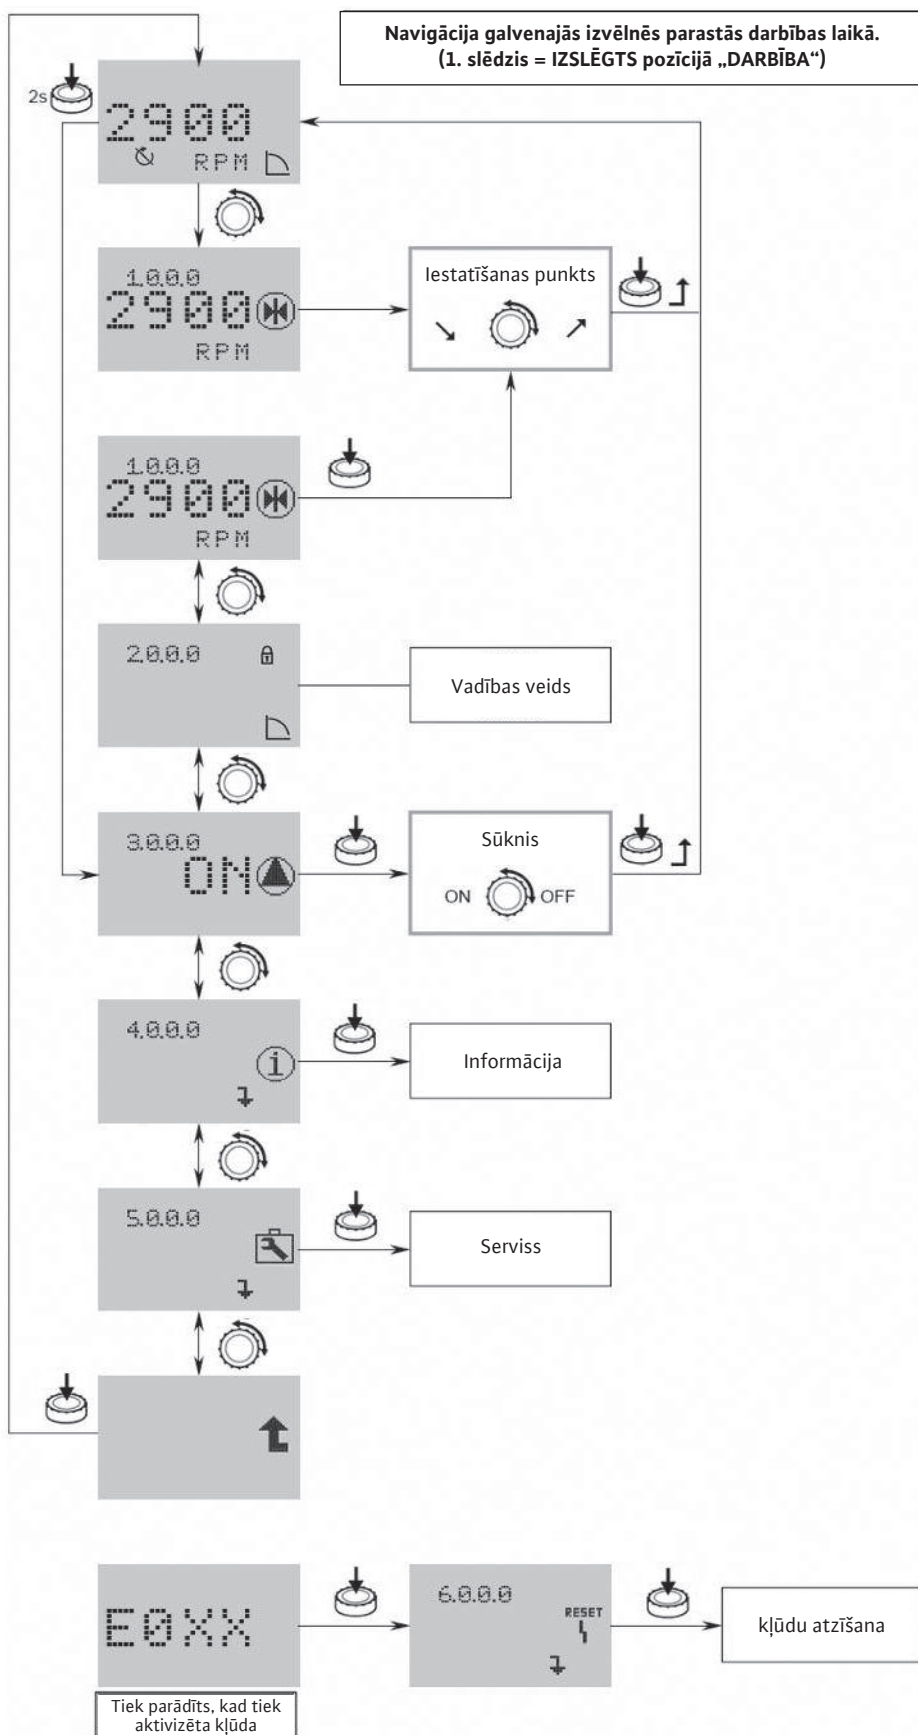 Navigācija galvenajās izvēlnēs parastās darbības laikā.
(1. slēdzis = IZSLĒGTS pozīcijā „DARBĪBA“)
2s
2900
RPM
1.0.0.0
2900
RPM
Iestatīšanas punkts
1.0.0.0
2900
RPM
2.0.0.0
Vadības veids
3.0.0.0
ON
Sūknis
ON OFF
4.0.0.0
i
Informācija
5.0.0.0
Serviss
E0XX
6.0.0.0
RESET
kļūdu atzīšana
Tiek parādīts, kad tiek
aktivizēta kļūda